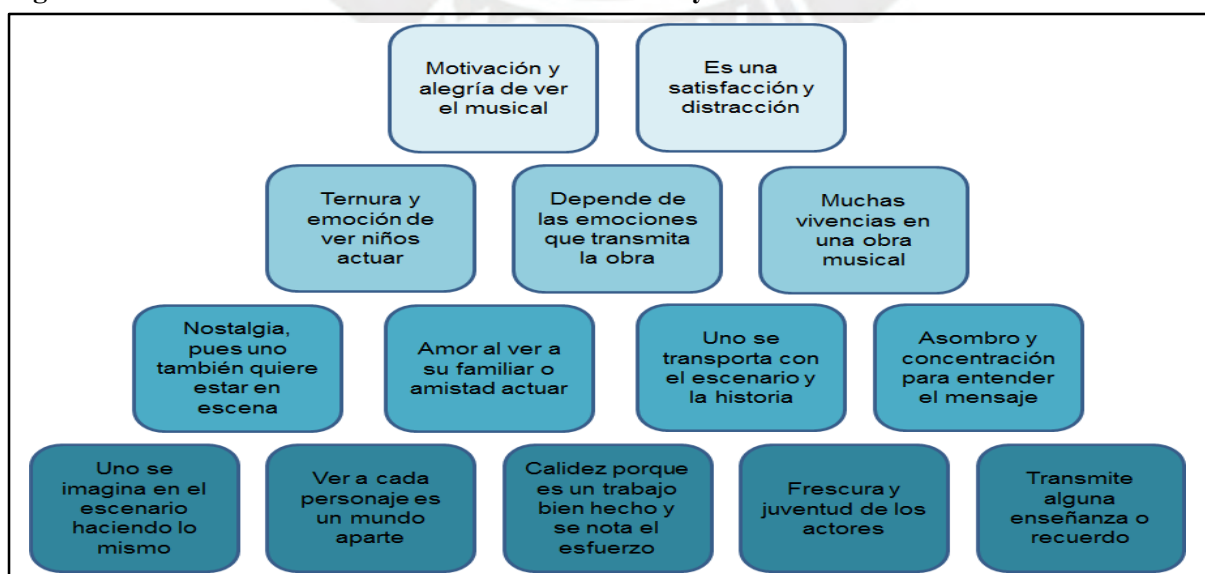 Motivación y
alegría de ver
el musical
Es una
satisfacción y
distracción
Ternura y
emoción de
ver niños
actuar
Depende de
las emociones
que transmita
la obra
Muchas
vivencias en
una obra
musical
Nostalgia,
pues uno
también quiere
estar en
escena
Amor al ver a
su familiar o
amistad actuar
Uno se
transporta con
el escenario y
la historia
Asombro y
concentración
para entender
el mensaje
Uno se
imagina en el
escenario
haciendo lo
mismo
Ver a cada
personaje es
un mundo
aparte
Calidez porque
es un trabajo
bien hecho y
se nota el
esfuerzo
Frescura y
juventud de los
actores
Transmite
alguna
enseñanza o
recuerdo